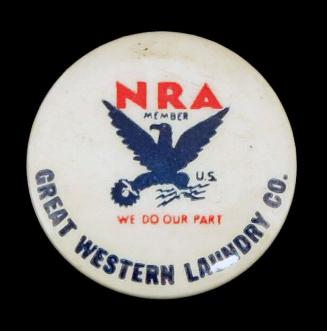 NRA
MEMBER
U.S.
WE DO OUR PART
GREAT WESTERN LAUNDRY CO.